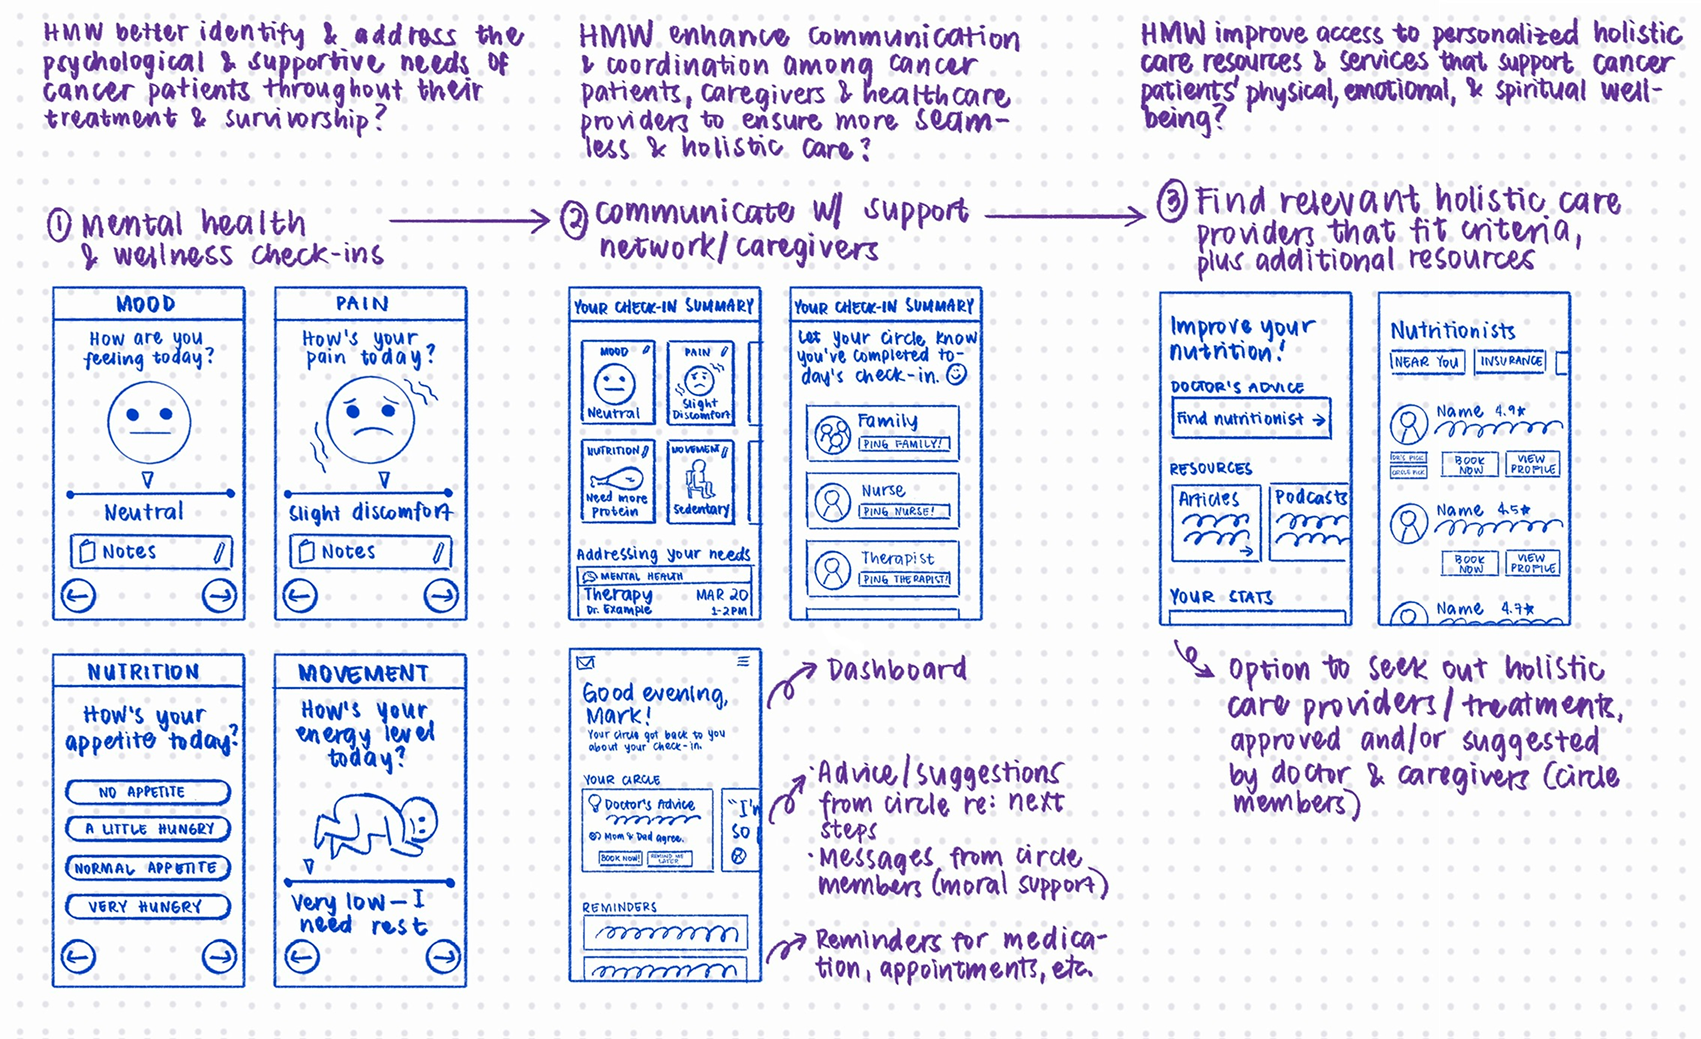 HMW better identify & address the
psychological & supportive needs of
cancer patients throughout their
treatment & survivorship?
HMW enhance communication
& coordination among cancer
patients, caregivers & healthcare
providers to ensure more seam-
less & holistic care?
HMW improve access to personalized holistic
care resources & services that support cancer
patients' physical, emotional, & spiritual well-
being?
① Mental health
& wellness check-ins
② Communicate w/ support
network/caregivers
③ Find relevant holistic care
providers that fit criteria,
plus additional resources
MOOD
How are you
feeling today?
Neutral
Notes
PAIN
How's your
pain today?
Slight discomfort
Notes
NUTRITION
How's your
appetite today?
NO APPETITE
A LITTLE HUNGRY
NORMAL APPETITE
VERY HUNGRY
MOVEMENT
How's your
energy level
today?
Very low—I
need rest
YOUR CHECK-IN SUMMARY
MOOD
Neutral
PAIN
Slight
Discomfort
NUTRITION
Need more
protein
MOVEMENT
Sedentary
Addressing your needs
MENTAL HEALTH
Therapy MAR 20
Dr. Example 1-2PM
YOUR CHECK-IN SUMMARY
Let your circle know
you've completed to-
day's check-in.
Family
PING FAMILY!
Nurse
PING NURSE!
Therapist
PING THERAPIST!
Good evening,
Mark!
Your circle got back to you
about your check-in.
YOUR CIRCLE
Doctor's Advice
Mom & Dad agree.
BOOK NOW!
REMIND ME
LATER
"I'm
so
REMINDERS
Dashboard
·Advice/suggestions
from circle re: next
steps
·Messages from circle
members (moral support)
Reminders for medica-
tion, appointments, etc.
Improve your
nutrition!
DOCTOR'S ADVICE
Find nutritionist →
RESOURCES
Articles
Podcasts
YOUR STATS
Nutritionists
NEAR YOU
INSURANCE
Name 4.9★
DR'S PICK
CIRCLE PICK
BOOK
NOW
VIEW
PROFILE
Name 4.5★
BOOK
NOW
VIEW
PROFILE
Name 4.7★
Option to seek out holistic
care providers/treatments,
approved and/or suggested
by doctor & caregivers (circle
members)